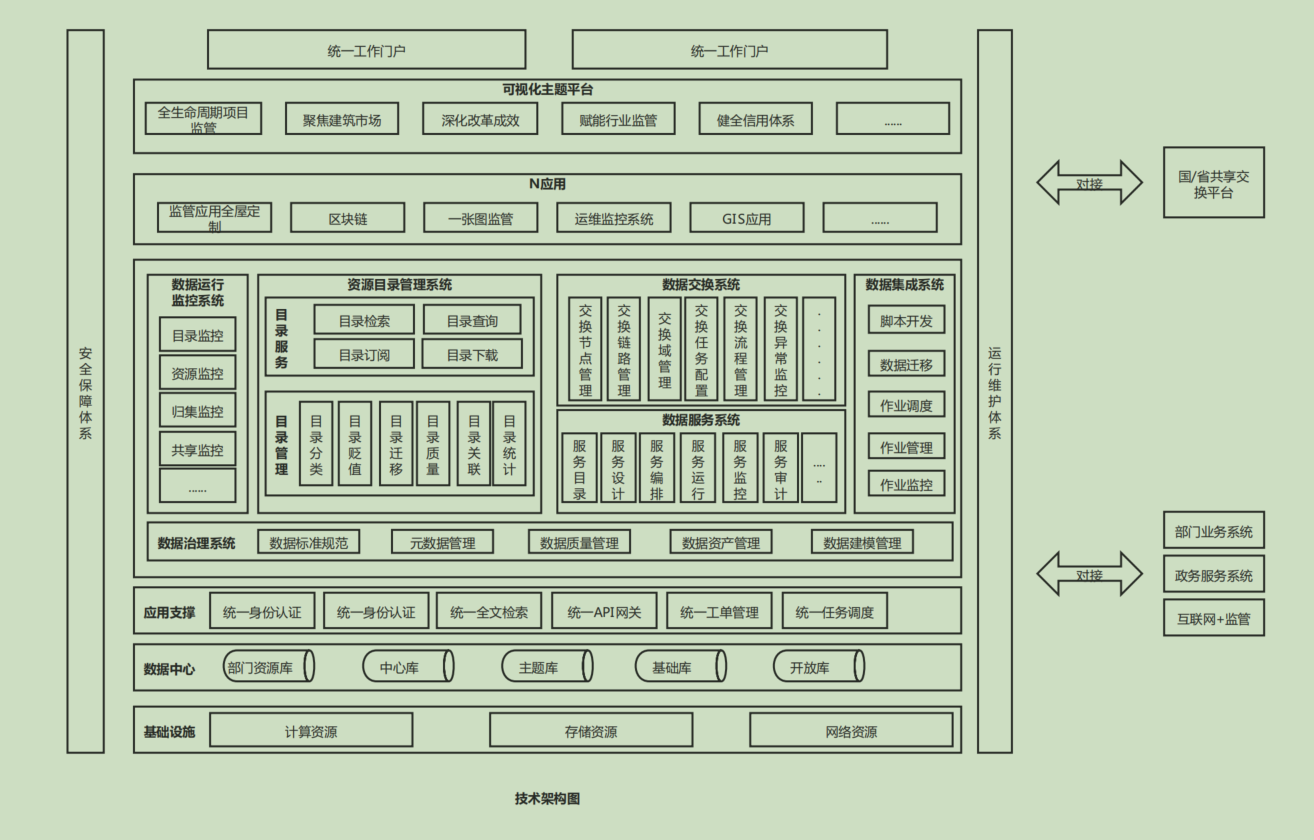 统一工作门户
统一工作门户
可视化主题平台
全生命周期项目
监管
聚焦建筑市场
深化改革成效
赋能行业监管
健全信用体系
......
N应用
监管应用全屋定
制
区块链
一张图监管
运维监控系统
GIS应用
......
数据运行
监控系统
目录监控
资源监控
归集监控
共享监控
......
资源目录管理系统
目录服务
目录检索
目录查询
目录订阅
目录下载
目录管理
目录分类
目录贬值
目录迁移
目录质量
目录关联
目录统计
数据交换系统
交换节点管理
交换链路管理
交换域管理
交换任务配置
交换流程管理
交换异常监控
......
数据服务系统
服务目录
服务设计
服务编排
服务运行
服务监控
服务审计
....
..
数据集成系统
脚本开发
数据迁移
作业调度
作业管理
作业监控
数据治理系统
数据标准规范
元数据管理
数据质量管理
数据资产管理
数据建模管理
应用支撑
统一身份认证
统一身份认证
统一全文检索
统一API网关
统一工单管理
统一任务调度
数据中心
部门资源库
中心库
主题库
基础库
开放库
基础设施
计算资源
存储资源
网络资源
安全保障体系
运行维护体系
对接
国/省共享交
换平台
对接
部门业务系统
政务服务系统
互联网+监管
技术架构图